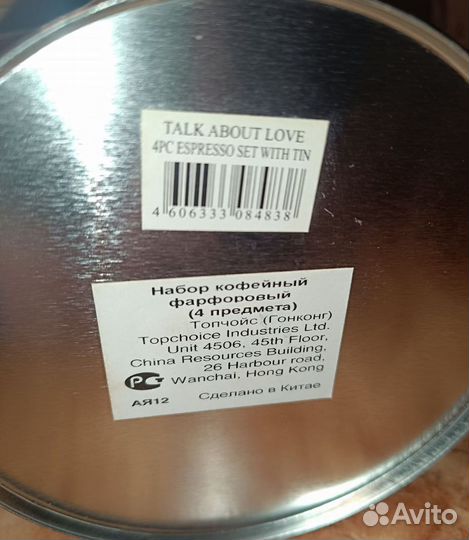 TALK ABOUT LOVE
4PC ESPRESSO SET WITH TIN
4 606333 084838
Набор кофейный
фарфоровый
(4 предмета)
Топчойс (Гонконг)
Topchoice Industries Ltd.
Unit 4506, 45th Floor,
China Resources Building,
26 Harbour road,
Wanchai, Hong Kong
РС
АЯ12
Сделано в Китае
Avito